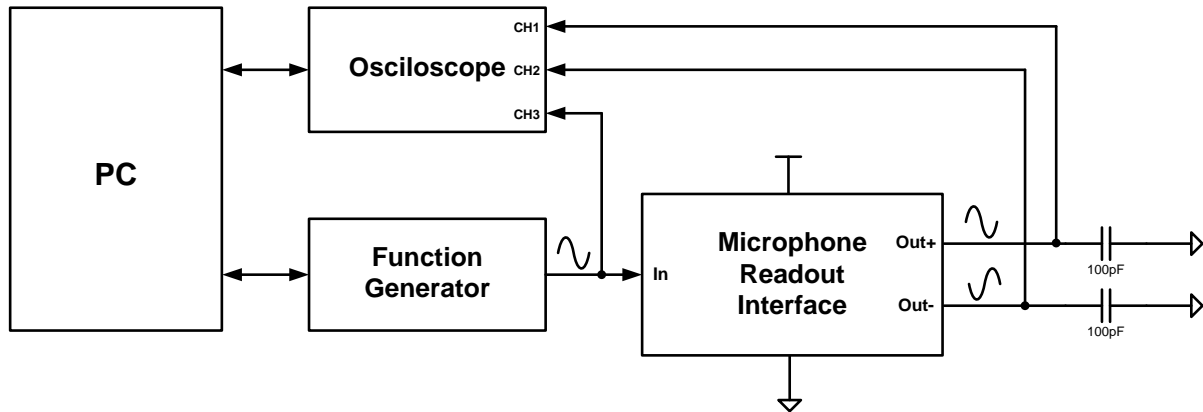 PC
Osciloscope
CH1
CH2
CH3
Function
Generator
In
Microphone
Readout
Interface
Out+
Out-
100pF
100pF